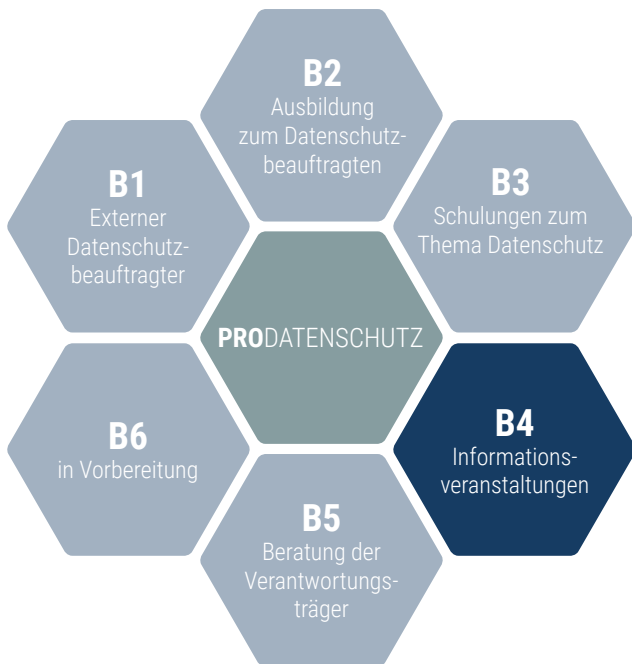 B2
Ausbildung
zum Datenschutz-
beauftragten
B1
Externer
Datenschutz-
beauftragter
B3
Schulungen zum
Thema Datenschutz
PRODATENSCHUTZ
B6
in Vorbereitung
B4
Informations-
veranstaltungen
B5
Beratung der
Verantwortungs-
träger